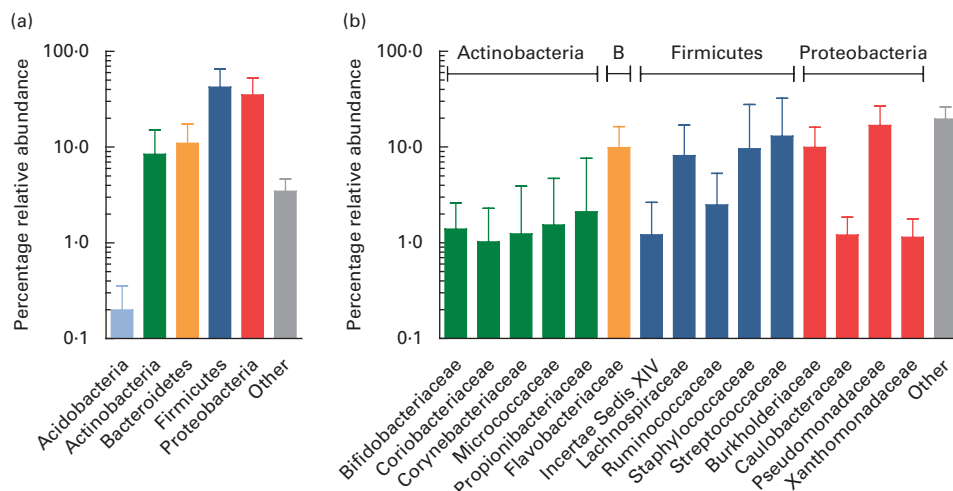 (a)
Percentage relative abundance
100·0
10·0
1·0
0·1
Acidobacteria
Actinobacteria
Bacteroidetes
Firmicutes
Proteobacteria
Other
(b)
Percentage relative abundance
100·0
10·0
1·0
0·1
Actinobacteria
B
Firmicutes
Proteobacteria
Bifidobacteriaceae
Coriobacteriaceae
Corynebacteriaceae
Micrococcaceae
Propionibacteriaceae
Flavobacteriaceae
Incertae Sedis XIV
Lachnospiraceae
Ruminococcaceae
Staphylococcaceae
Streptococcaceae
Burkholderiaceae
Caulobacteraceae
Pseudomonadaceae
Xanthomonadaceae
Other